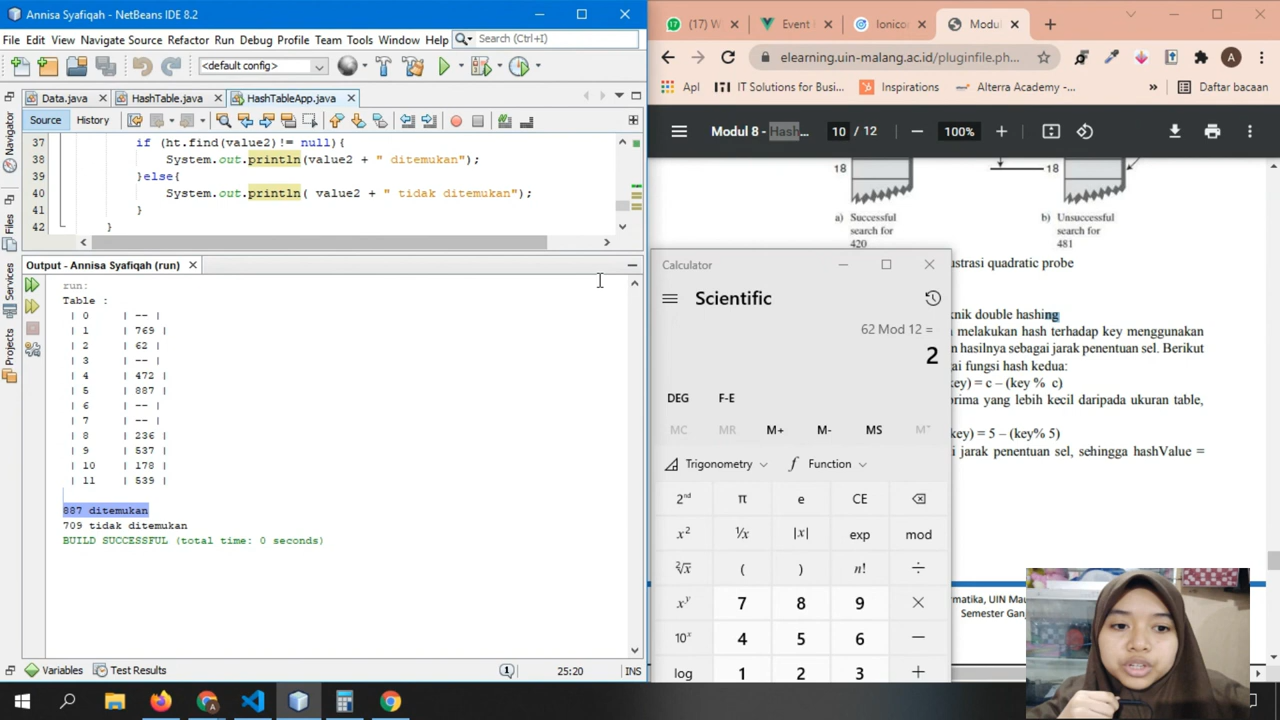 Annisa Syafiqah - NetBeans IDE 8.2
File Edit View Navigate Source Refactor Run Debug Profile Team Tools Window Help
Search (Ctrl+I)
<default config>
Data.java
HashTable.java
HashTableApp.java
Source
History
37 if (ht.find(value2)!= null){
38 System.out.println(value2 + " ditemukan");
39 }else{
40 System.out.println( value2 + " tidak ditemukan");
41 }
42 }
Navigator
Files
Services
Projects
Output - Annisa Syafiqah (run)
run:
Table :
| 0 | -- |
| 1 | 769 |
| 2 | 62 |
| 3 | -- |
| 4 | 472 |
| 5 | 887 |
| 6 | -- |
| 7 | -- |
| 8 | 236 |
| 9 | 537 |
| 10 | 178 |
| 11 | 539 |
887 ditemukan
709 tidak ditemukan
BUILD SUCCESSFUL (total time: 0 seconds)
Variables
Test Results
25:20
INS
(17) W
Event
Ionico
Modu
elearning.uin-malang.ac.id/pluginfile.ph...
A
Apl
IT Solutions for Busi...
Inspirations
Alterra Academy -...
Daftar bacaan
Modul 8 - Hash
10 / 12
100%
18
18
a) Successful
search for
420
b) Unsuccessful
search for
481
ustrasi quadratic probe
knik double hashing
melakukan hash terhadap key menggunakan
n hasilnya sebagai jarak penentuan sel. Berikut
gai fungsi hash kedua:
key) = c – (key % c)
prima yang lebih kecil daripada ukuran table,
key) = 5 – (key% 5)
i jarak penentuan sel, sehingga hashValue =
Semester Gan
Calculator
Scientific
62 Mod 12 =
2
DEG
F-E
MC MR M+ M- MS M˅
Trigonometry
Function
2ⁿᵈ π e CE
x² ¹/x |x| exp mod
²√x ( ) n! ÷
xʸ 7 8 9 ×
10ˣ 4 5 6 −
log 1 2 3 +